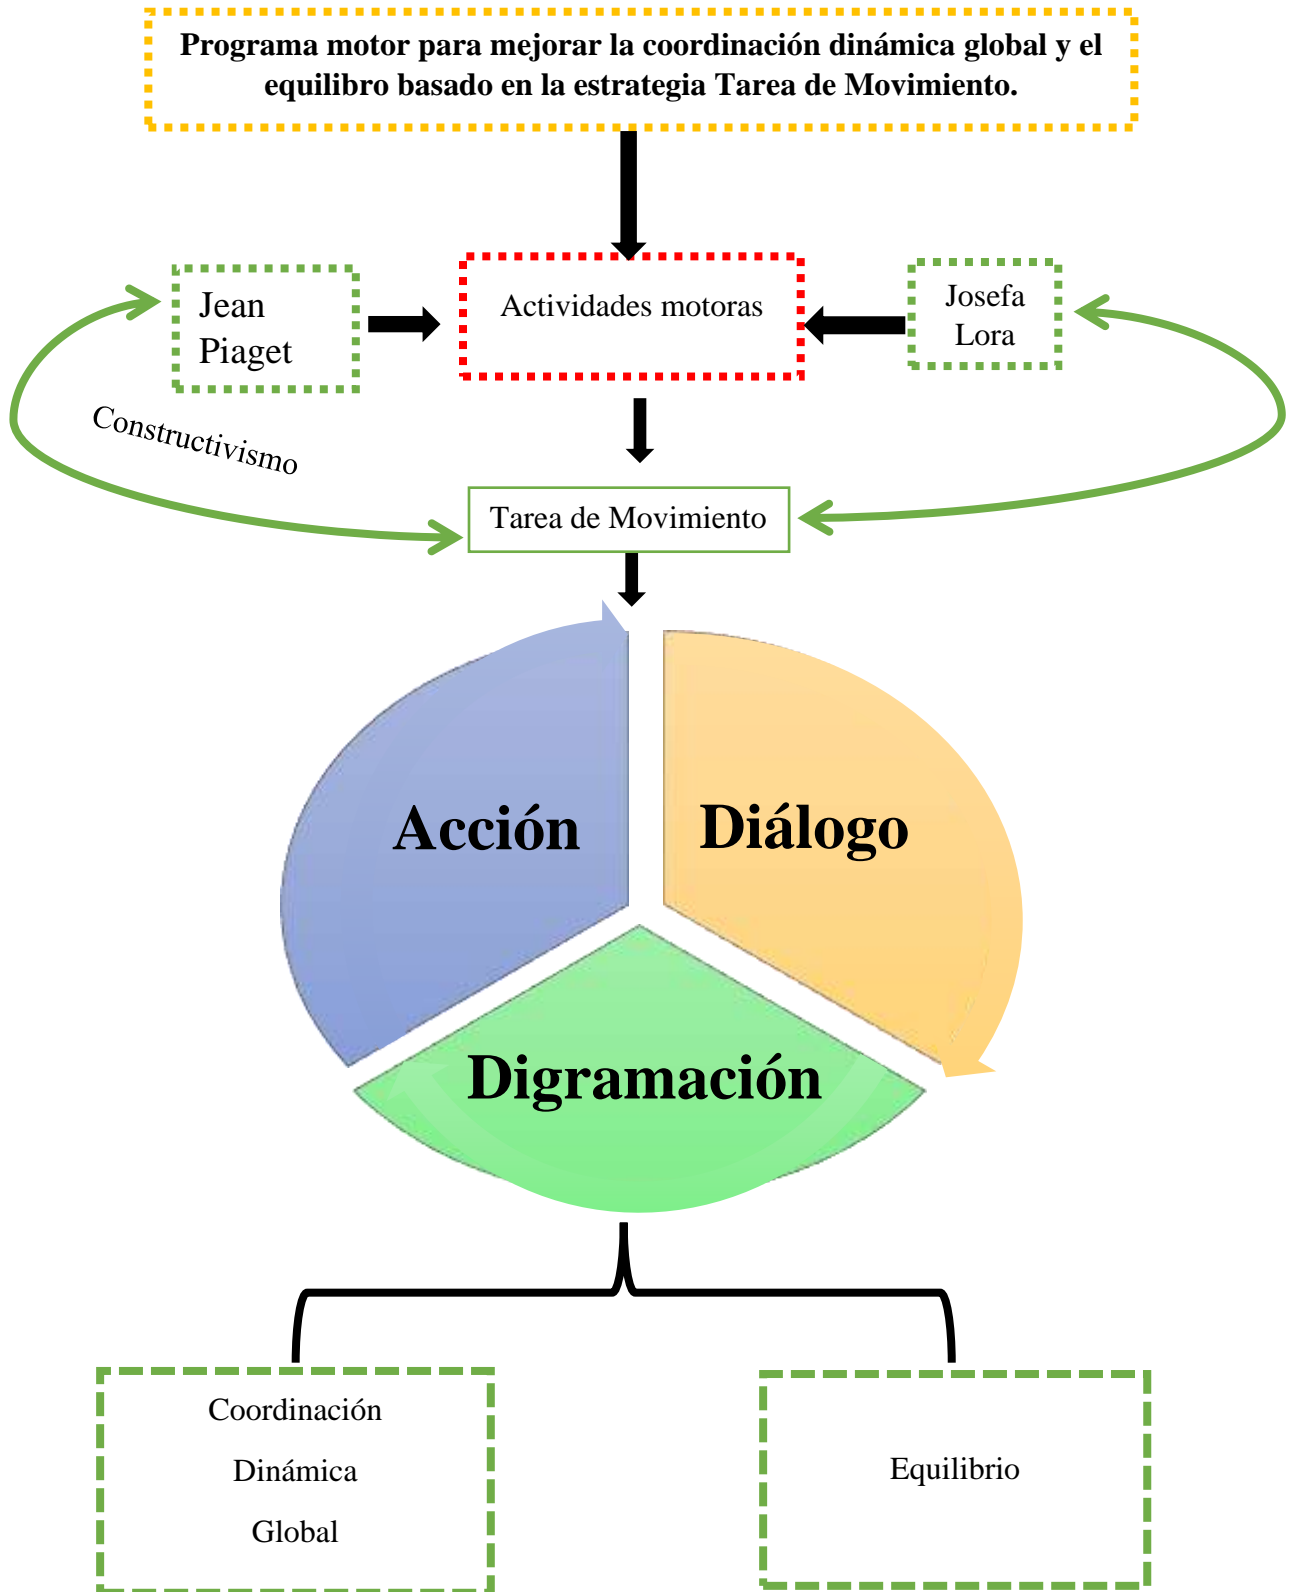 Programa motor para mejorar la coordinación dinámica global y el
equilibro basado en la estrategia Tarea de Movimiento.
Jean
Piaget
Actividades motoras
Josefa
Lora
Constructivismo
Tarea de Movimiento
Acción
Diálogo
Digramación
Coordinación
Dinámica
Global
Equilibrio